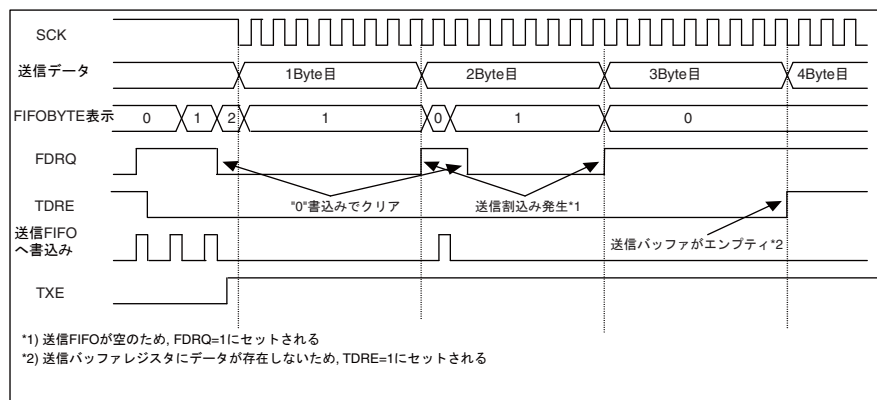 SCK
送信データ
1Byte目 2Byte目 3Byte目 4Byte目
FIFOBYTE表示
0 1 2 1 0 1 0
FDRQ
"0"書込みでクリア 送信割込み発生*1
TDRE
送信FIFO
へ書込み
送信バッファがエンプティ*2
TXE
*1) 送信FIFOが空のため, FDRQ=1にセットされる
*2) 送信バッファレジスタにデータが存在しないため, TDRE=1にセットされる